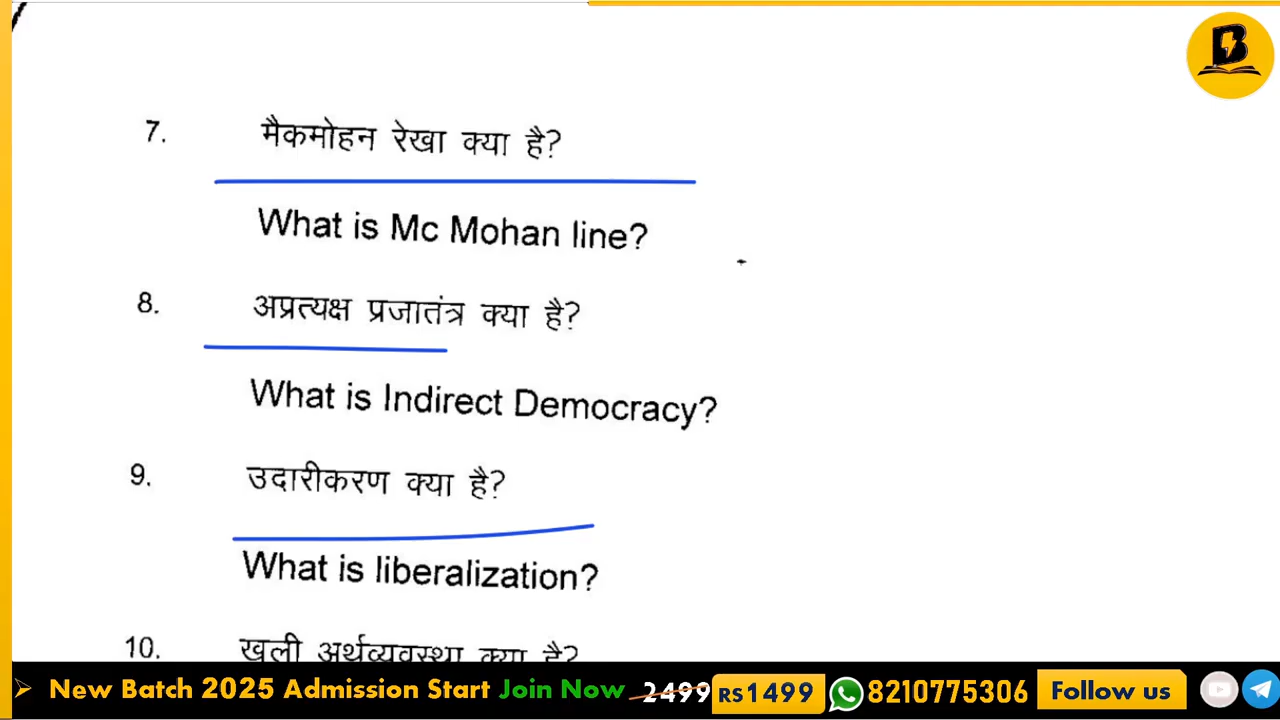 7. मैकमोहन रेखा क्या है?
What is Mc Mohan line?
8. अप्रत्यक्ष प्रजातंत्र क्या है?
What is Indirect Democracy?
9. उदारीकरण क्या है?
What is liberalization?
10. खुली अर्थव्यवस्था क्या है?
New Batch 2025 Admission Start Join Now 2499 RS1499 8210775306 Follow us